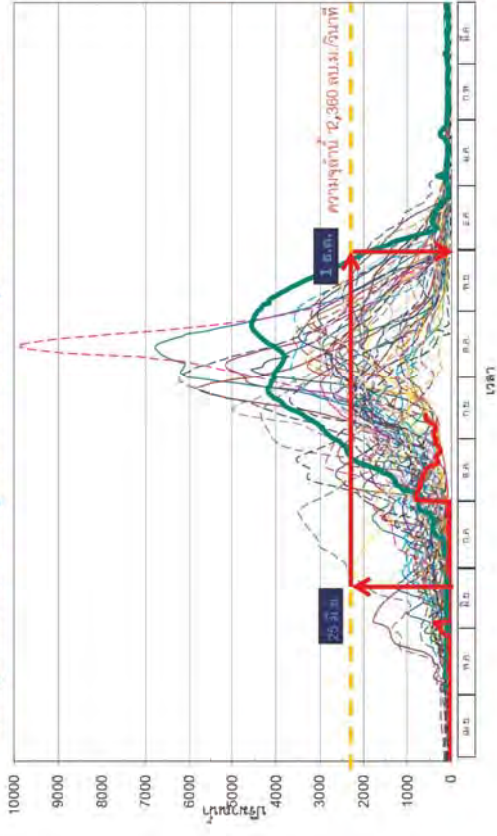 ปริมาณน้ำ
10000
9000
8000
7000
6000
5000
4000
3000
2000
1000
0
ความจุลำน้ำ 2,360 ลบ.ม./วินาที
25 มิ.ย.
1 ธ.ค.
เม.ย. พ.ค. มิ.ย. ก.ค. ส.ค. ก.ย. ต.ค. พ.ย. ธ.ค. ม.ค. ก.พ. มี.ค.
เวลา